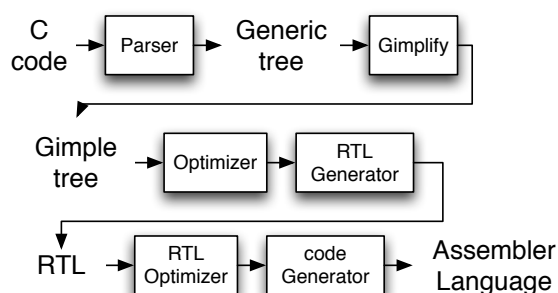 C
code
Parser
Generic
tree
Gimplify
Gimple
tree
Optimizer
RTL
Generator
RTL
RTL
Optimizer
code
Generator
Assembler
Language